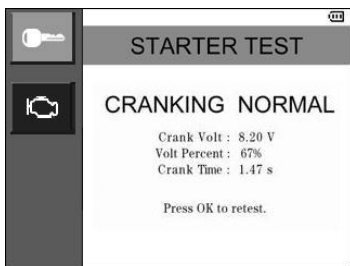 STARTER TEST
CRANKING NORMAL
Crank Volt : 8.20 V
Volt Percent : 67%
Crank Time : 1.47 s
Press OK to retest.